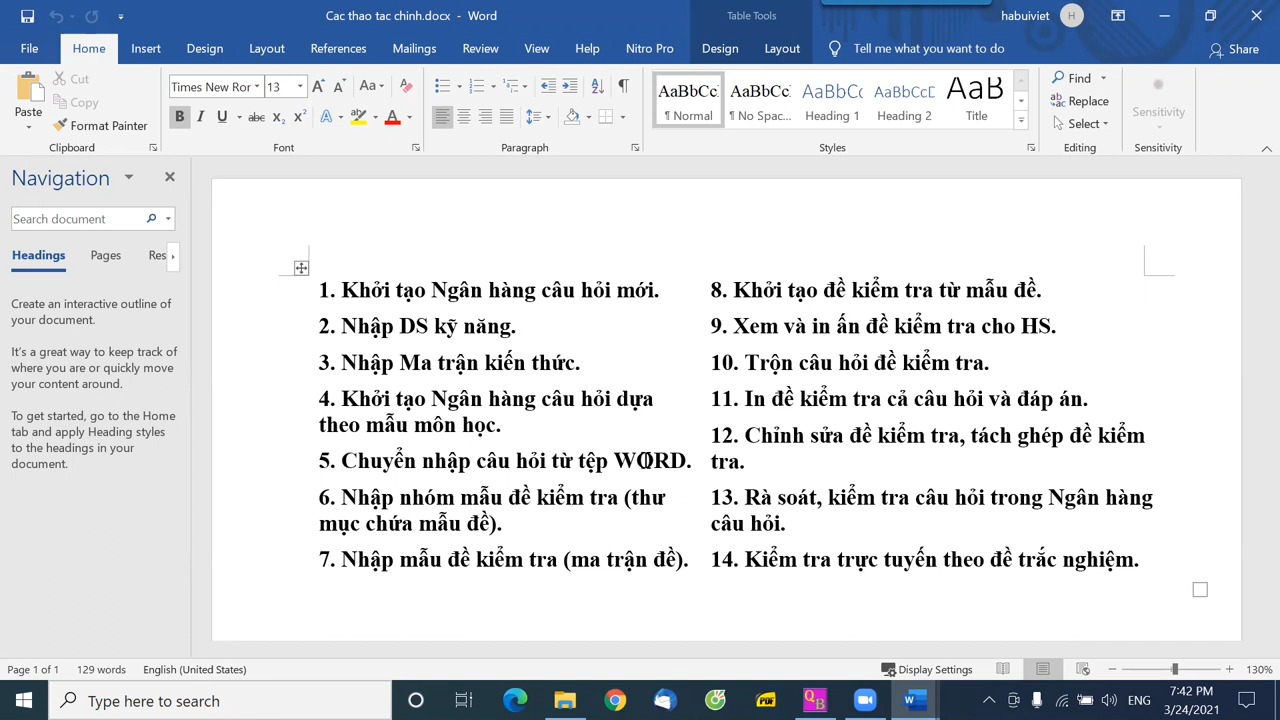 Cac thao tac chinh.docx - Word
Table Tools
habuiviet
H
File Home Insert Design Layout References Mailings Review View Help Nitro Pro Design Layout Tell me what you want to do Share
Paste
Cut
Copy
Format Painter
Clipboard
Times New Ror 13
Font
Paragraph
AaBbCc AaBbCc AaBbCc AaBbCcD AaB
¶ Normal ¶ No Spac... Heading 1 Heading 2 Title
Styles
Find
Replace
Select
Editing
Sensitivity
Sensitivity
Navigation
Search document
Headings Pages Res
Create an interactive outline of
your document.
It's a great way to keep track of
where you are or quickly move
your content around.
To get started, go to the Home
tab and apply Heading styles
to the headings in your
document.
1. Khởi tạo Ngân hàng câu hỏi mới.
2. Nhập DS kỹ năng.
3. Nhập Ma trận kiến thức.
4. Khởi tạo Ngân hàng câu hỏi dựa
theo mẫu môn học.
5. Chuyển nhập câu hỏi từ tệp WORD.
6. Nhập nhóm mẫu đề kiểm tra (thư
mục chứa mẫu đề).
7. Nhập mẫu đề kiểm tra (ma trận đề).
8. Khởi tạo đề kiểm tra từ mẫu đề.
9. Xem và in ấn đề kiểm tra cho HS.
10. Trộn câu hỏi đề kiểm tra.
11. In đề kiểm tra cả câu hỏi và đáp án.
12. Chỉnh sửa đề kiểm tra, tách ghép đề kiểm
tra.
13. Rà soát, kiểm tra câu hỏi trong Ngân hàng
câu hỏi.
14. Kiểm tra trực tuyến theo đề trắc nghiệm.
Page 1 of 1 129 words English (United States) Display Settings 130%
Type here to search
ENG
7:42 PM
3/24/2021